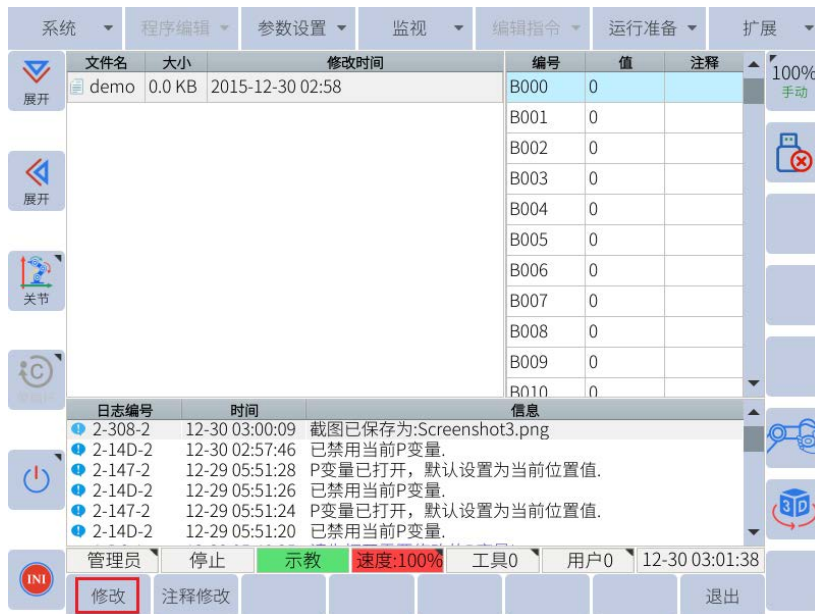 系统 程序编辑 参数设置 监视 编辑指令 运行准备 扩展
展开
展开
关节
文件名 大小 修改时间
demo 0.0 KB 2015-12-30 02:58
编号 值 注释
B000 0
B001 0
B002 0
B003 0
B004 0
B005 0
B006 0
B007 0
B008 0
B009 0
B010 0
100%
手动
日志编号 时间 信息
2-308-2 12-30 03:00:09 截图已保存为:Screenshot3.png
2-14D-2 12-30 02:57:46 已禁用当前P变量.
2-147-2 12-29 05:51:28 P变量已打开，默认设置为当前位置值.
2-14D-2 12-29 05:51:26 已禁用当前P变量.
2-147-2 12-29 05:51:24 P变量已打开，默认设置为当前位置值.
2-14D-2 12-29 05:51:20 已禁用当前P变量.
3D
INI
管理员 停止 示教 速度:100% 工具0 用户0 12-30 03:01:38
修改 注释修改 退出